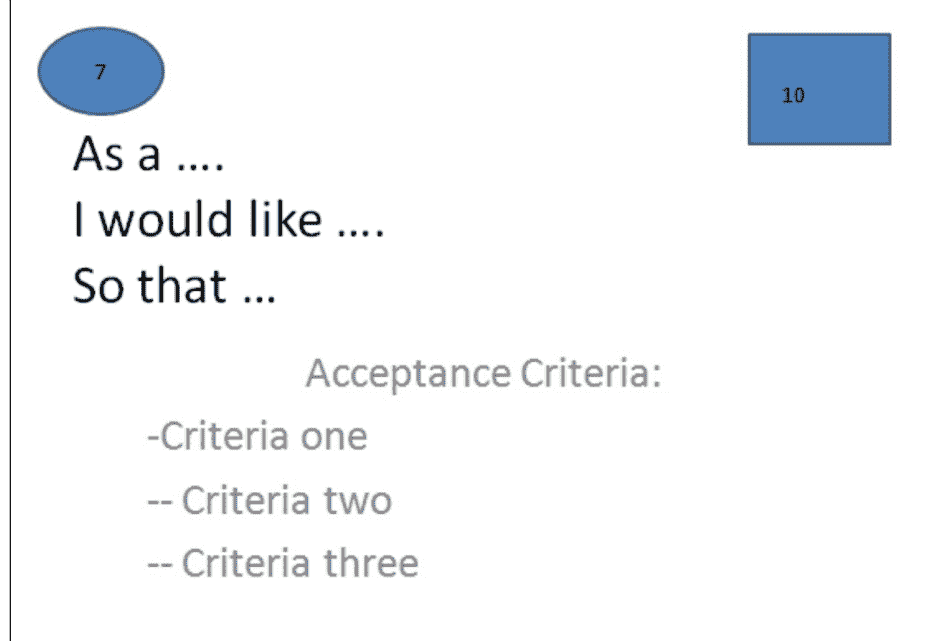 7
10
As a ....
I would like ....
So that ...
Acceptance Criteria:
-Criteria one
-- Criteria two
-- Criteria three